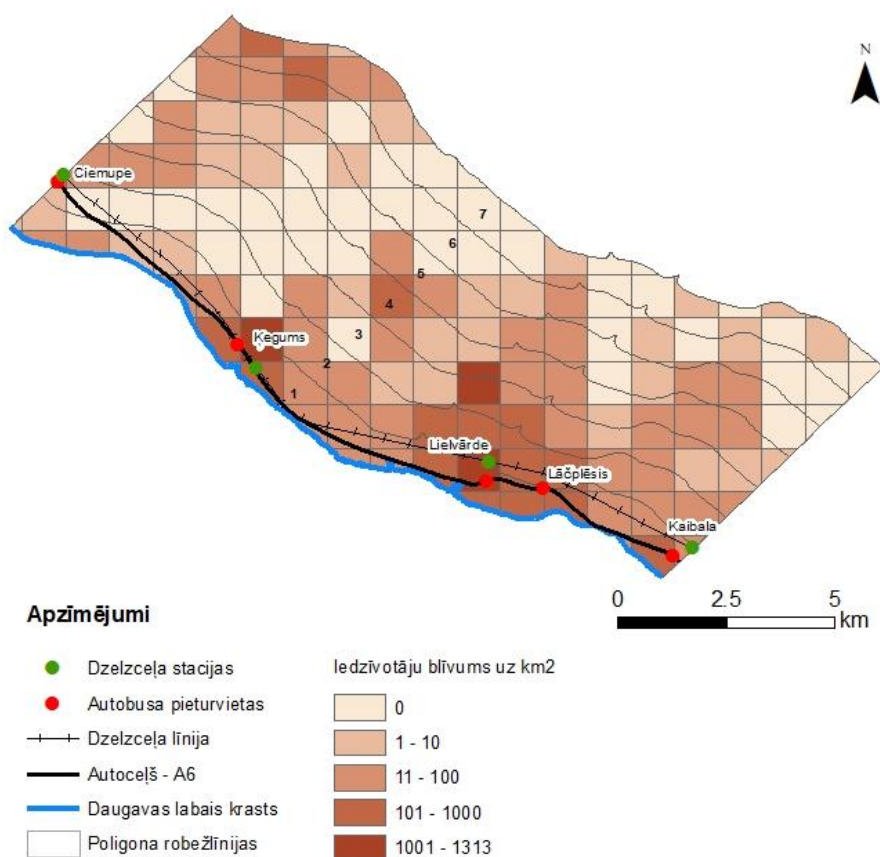 N
Ciemupe
7
6
5
4
3
Ķegums
2
1
Lielvārde
Lāčplēsis
Kaibala
0 2.5 5
km
Apzīmējumi
Dzelzceļa stacijas
Autobusa pieturvietas
Dzelzceļa līnija
Autoceļš - A6
Daugavas labais krasts
Poligona robežlīnijas
Iedzīvotāju blīvums uz km2
0
1 - 10
11 - 100
101 - 1000
1001 - 1313